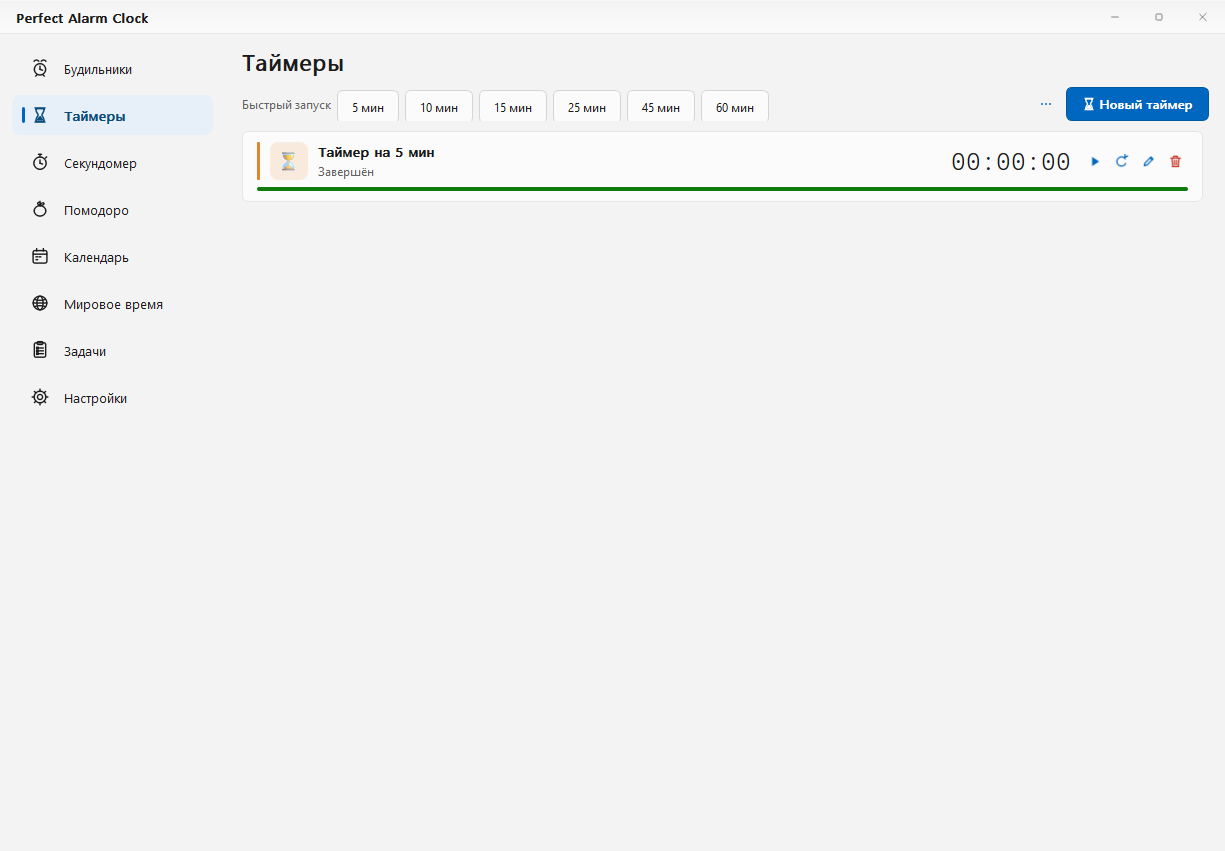 Perfect Alarm Clock
Будильники
Таймеры
Секундомер
Помодоро
Календарь
Мировое время
Задачи
Настройки
Таймеры
Быстрый запуск 5 мин 10 мин 15 мин 25 мин 45 мин 60 мин ... Новый таймер
Таймер на 5 мин
Завершён
00:00:00